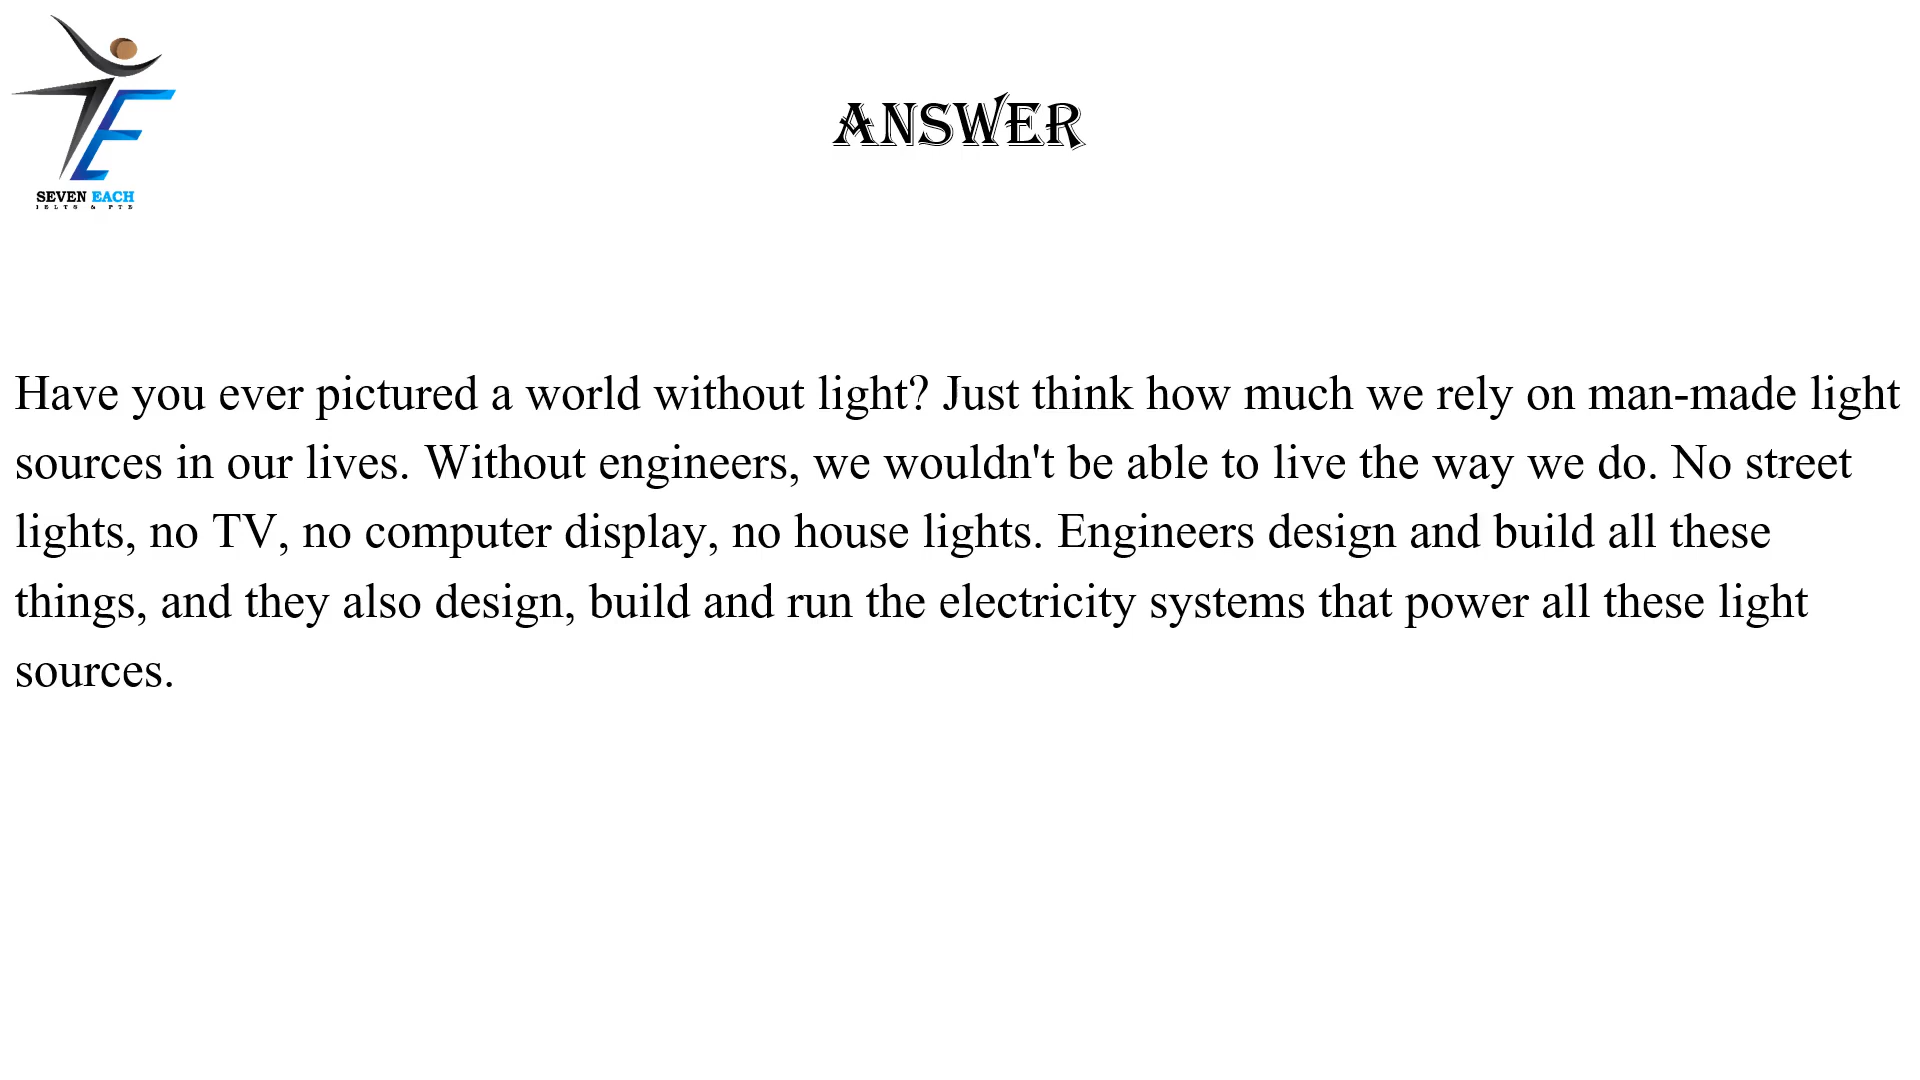 ANSWER
SEVEN EACH
IELTS & PTE
Have you ever pictured a world without light? Just think how much we rely on man-made light
sources in our lives. Without engineers, we wouldn't be able to live the way we do. No street
lights, no TV, no computer display, no house lights. Engineers design and build all these
things, and they also design, build and run the electricity systems that power all these light
sources.